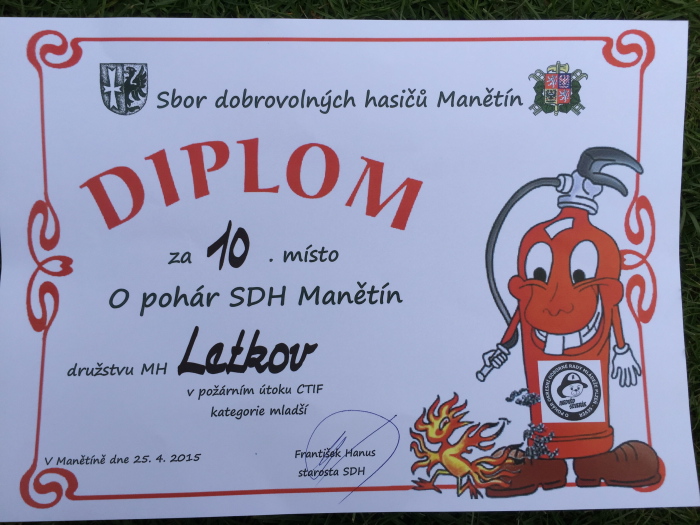 Sbor dobrovolných hasičů Manětín
DIPLOM
za 10. místo
O pohár SDH Manětín
družstvu MH Letkov
v požárním útoku CTIF
kategorie mladší
V Manětíně dne 25. 4. 2015
František Hanus
starosta SDH